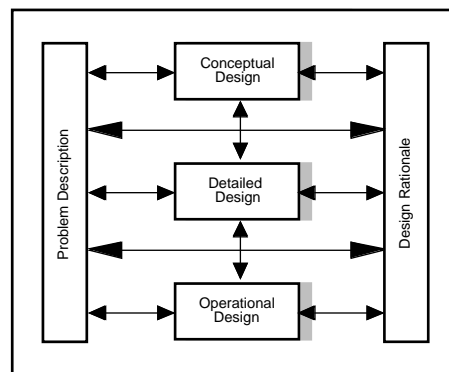 Problem Description
Conceptual
Design
Detailed
Design
Operational
Design
Design Rationale